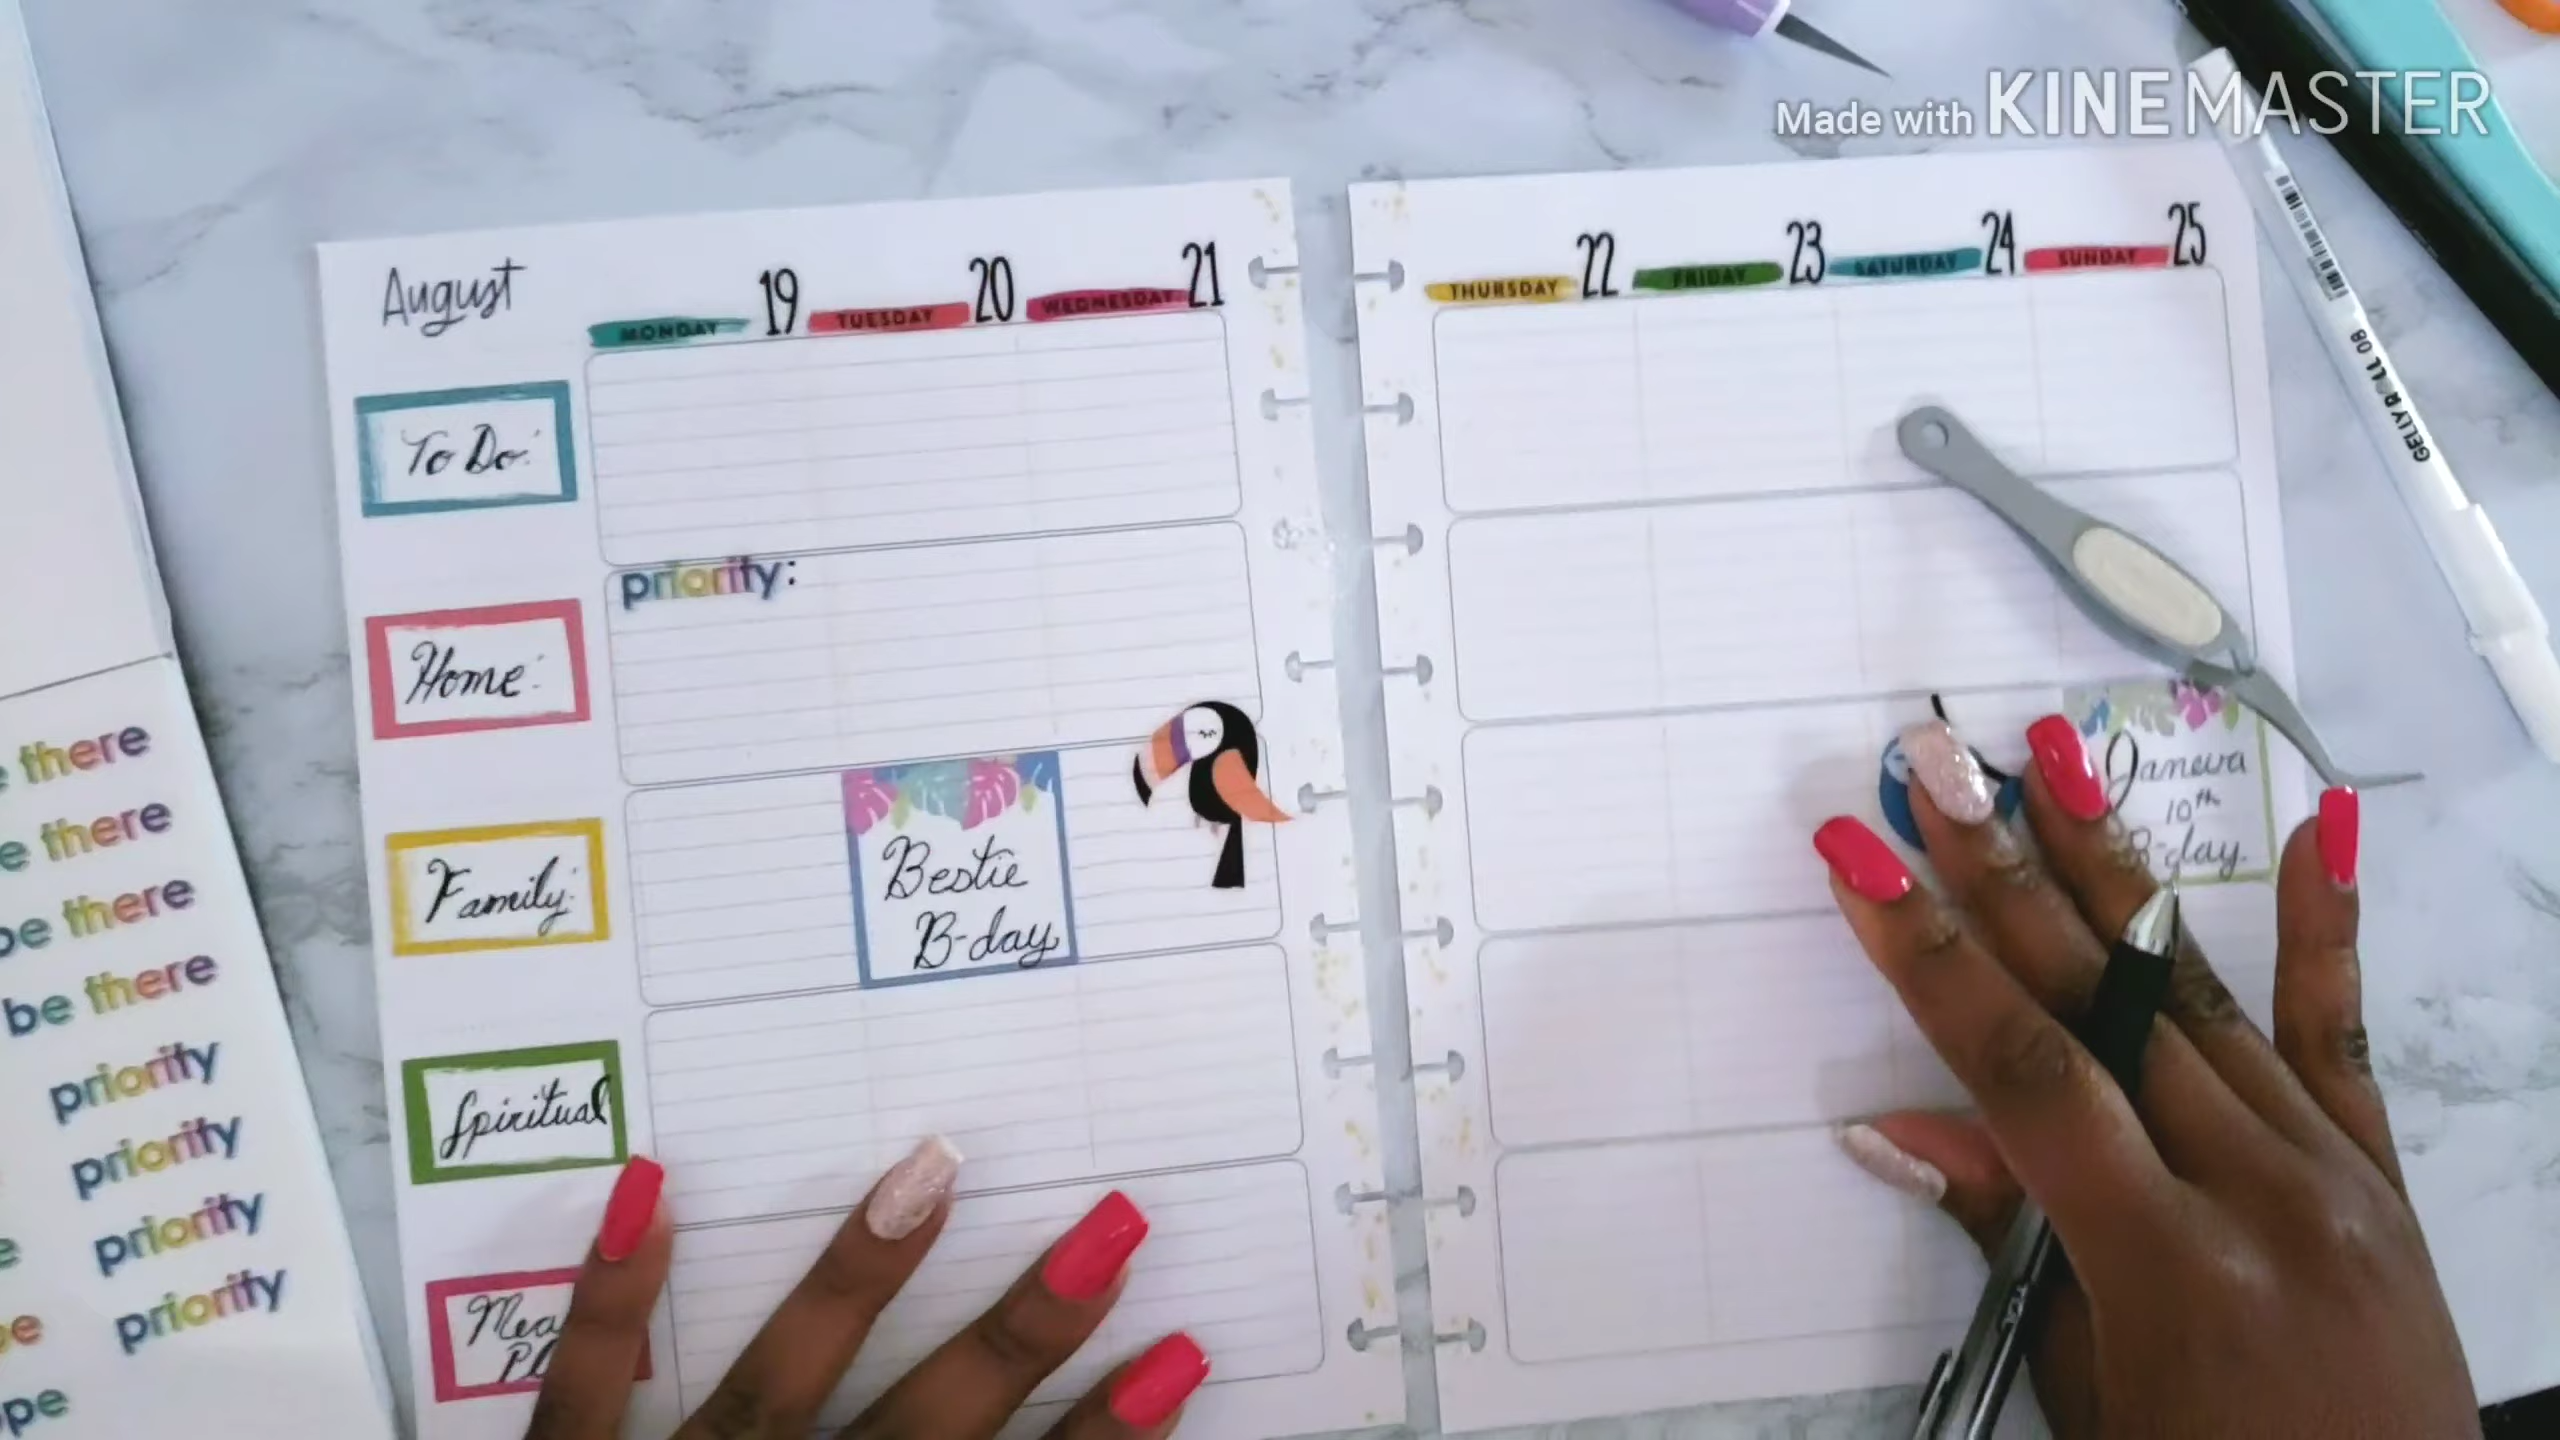 Made with KINEMASTER
August
MONDAY 19
TUESDAY 20
WEDNESDAY 21
THURSDAY 22
FRIDAY 23
SATURDAY 24
SUNDAY 25
To Do:
priority:
Home:
Family:
Bestie
B-day
Janeva
10th
B-day.
Spiritual
there
e there
be there
be there
priority
priority
priority
priority
GELLY ROLL 08